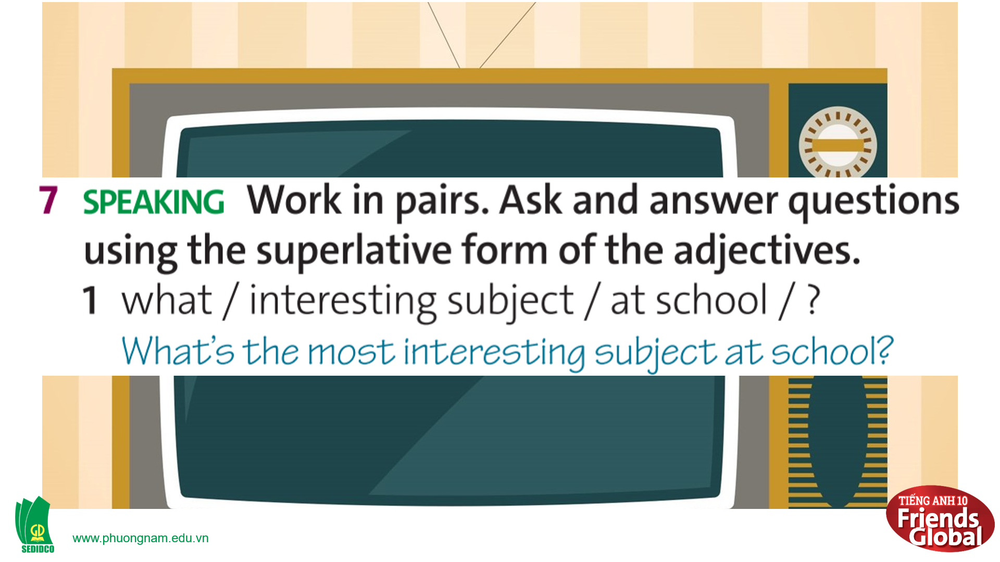 7 SPEAKING Work in pairs. Ask and answer questions
using the superlative form of the adjectives.
1 what / interesting subject / at school / ?
What's the most interesting subject at school?
GD
SEDIDCO
www.phuongnam.edu.vn
TIẾNG ANH 10
Friends
Global